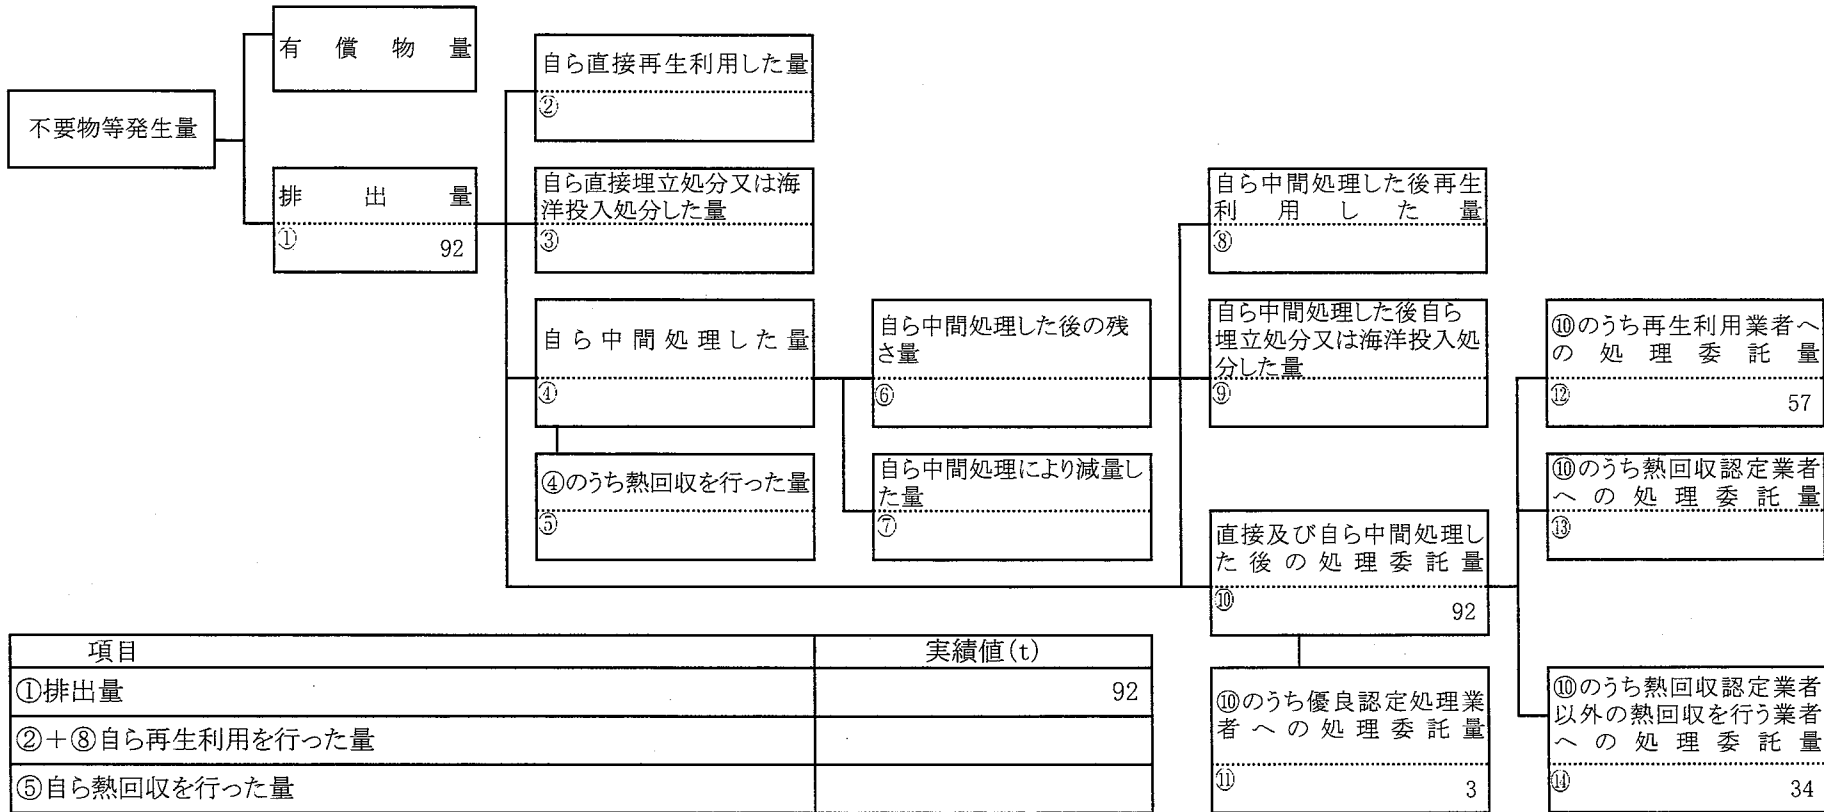 有償物量
不要物等発生量
排出量
①
92
自ら直接再生利用した量
②
自ら直接埋立処分又は海
洋投入処分した量
③
自ら中間処理した量
④
④のうち熱回収を行った量
⑤
自ら中間処理した後の残
さ量
⑥
自ら中間処理により減量し
た量
⑦
自ら中間処理した後再生
利用した量
⑧
自ら中間処理した後自ら
埋立処分又は海洋投入処
分した量
⑨
直接及び自ら中間処理し
た後の処理委託量
⑩
92
⑩のうち優良認定処理業
者への処理委託量
⑪
3
⑩のうち再生利用業者へ
の処理委託量
⑫
57
⑩のうち熱回収認定業者
への処理委託量
⑬
⑩のうち熱回収認定業者
以外の熱回収を行う業者
への処理委託量
⑭
34
項目 実績値(t)
①排出量 92
②+⑧自ら再生利用を行った量
⑤自ら熱回収を行った量